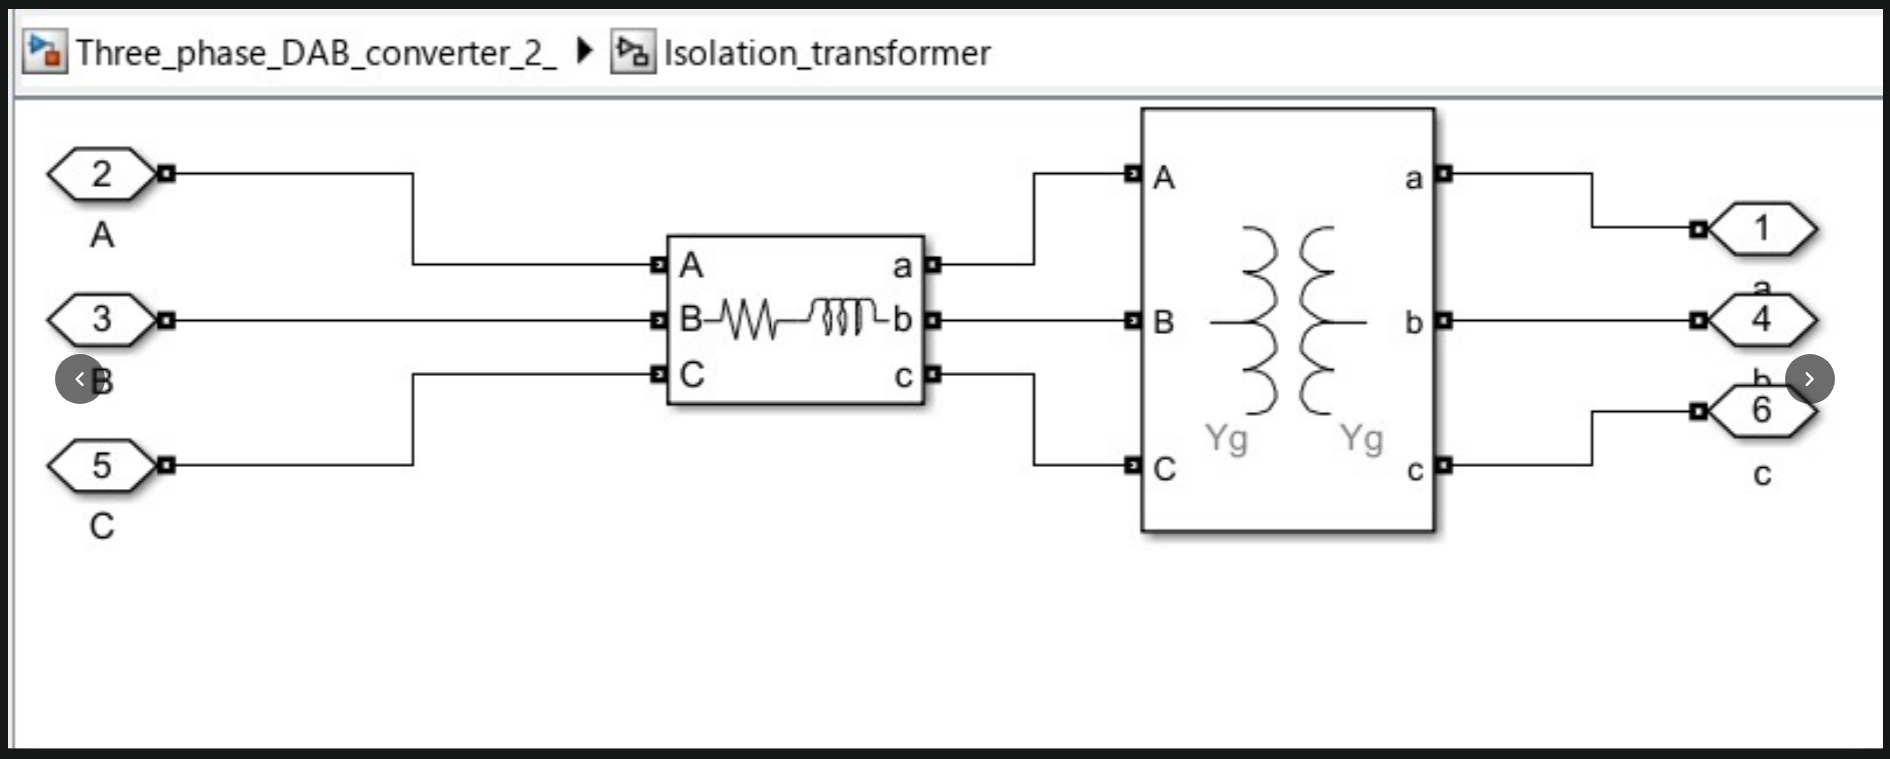 Three_phase_DAB_converter_2_ Isolation_transformer
2
A
3
B
5
C
A a
B b
C c
A a
B b
C c
Yg Yg
1
a
4
b
6
c